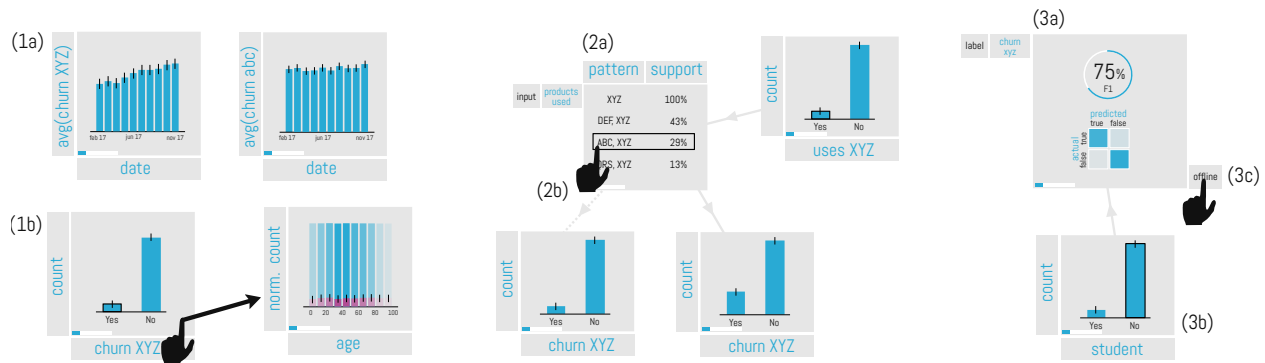 (1a)
avg(churn XYZ)
feb 17 jun 17 nov 17
date
avg(churn abc)
feb 17 jun 17 nov 17
date
(1b)
count
Yes No
churn XYZ
norm. count
0 20 40 60 80 100
age
(2a)
pattern support
input
products
used
XYZ 100%
DEF, XYZ 43%
ABC, XYZ 29%
XYZ 13%
(2b)
count
Yes No
uses XYZ
count
Yes No
churn XYZ
count
Yes No
churn XYZ
(3a)
label
churn
xyz
75%
F1
predicted
true false
actual
true
false
offline
(3c)
count
Yes No
student
(3b)